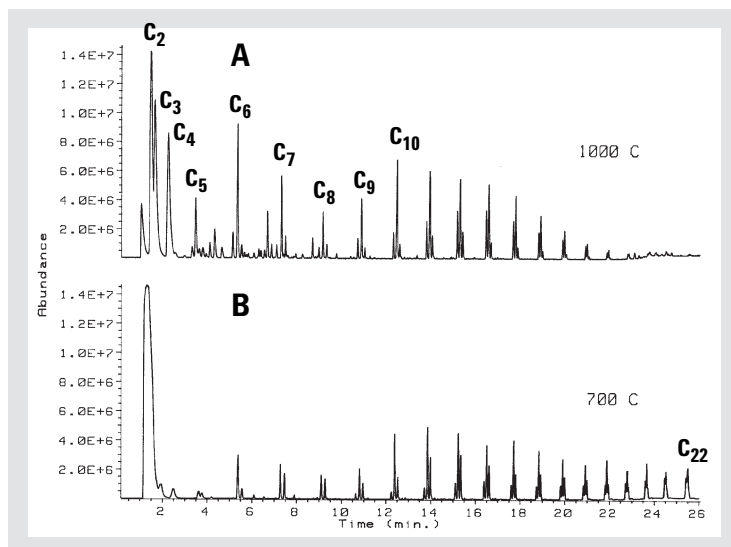 C2
A
1.4E+7
1.2E+7
C3
1.0E+7
C6
C4
C10
8.0E+6
1000 C
C7
6.0E+6
C5
C8
C9
4.0E+6
2.0E+6
Abundance
1.4E+7
B
1.2E+7
1.0E+7
8.0E+6
700 C
6.0E+6
4.0E+6
C22
2.0E+6
2 4 6 8 10 12 14 16 18 20 22 24 26
Time (min.)